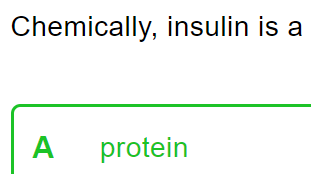 Chemically, insulin is a
A protein